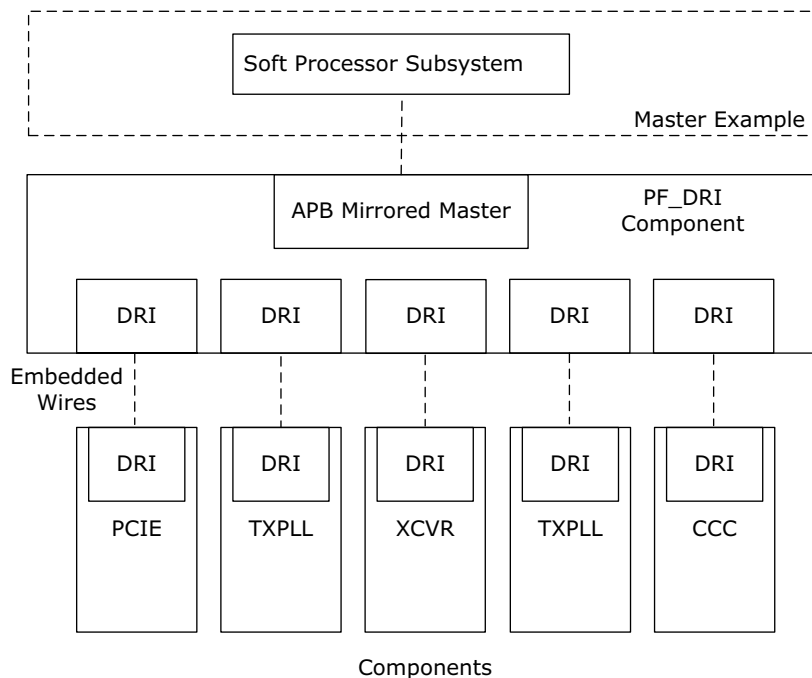 Soft Processor Subsystem
Master Example
APB Mirrored Master
PF_DRI
Component
DRI
DRI
DRI
DRI
DRI
Embedded
Wires
DRI
DRI
DRI
DRI
DRI
PCIE
TXPLL
XCVR
TXPLL
CCC
Components